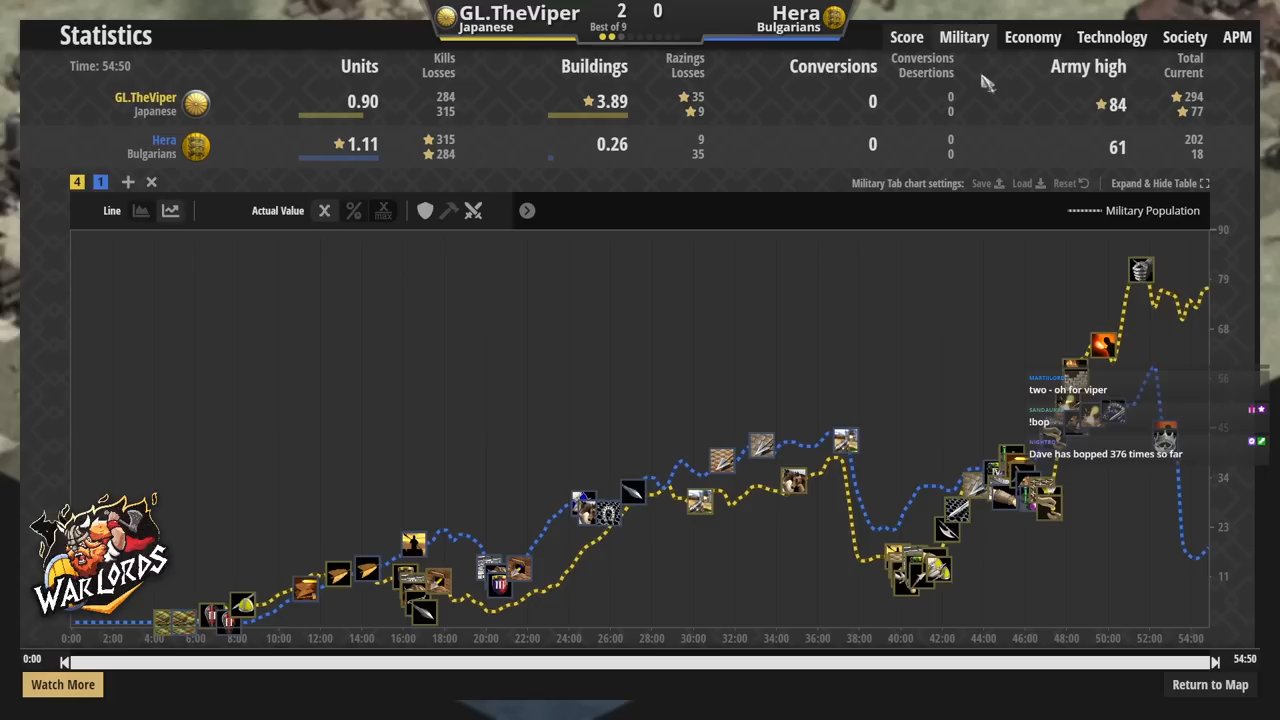 GL.TheViper 2 0 Hera
Japanese Best of 9 Bulgarians
Statistics
Score Military Economy Technology Society APM
Time: 54:50
Units Kills Losses Buildings Razings Losses Conversions Conversions Desertions Army high Total Current
GL.TheViper Japanese 0.90 284 315 3.89 35 9 0 0 0 84 294 77
Hera Bulgarians 1.11 315 284 0.26 9 35 0 0 0 61 202 18
4 1 + ×
Military Tab chart settings: Save Load Reset Expand & Hide Table
Line Actual Value X % X max Military Population
90
79
68
56
45
34
23
11
MARTIILORD
two - oh for viper
!bop
Dave has bopped 376 times so far
WARLORDS
0:00 2:00 4:00 6:00 8:00 10:00 12:00 14:00 16:00 18:00 20:00 22:00 24:00 26:00 28:00 30:00 32:00 34:00 36:00 38:00 40:00 42:00 44:00 46:00 48:00 50:00 52:00 54:00
0:00 54:50
Watch More Return to Map